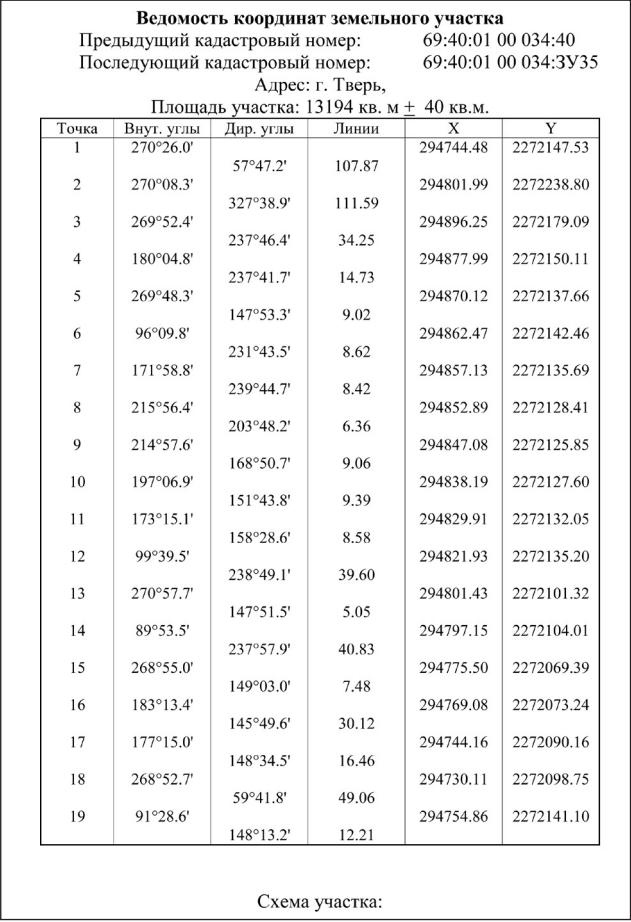 Ведомость координат земельного участка
Предыдущий кадастровый номер: 69:40:01 00 034:40
Последующий кадастровый номер: 69:40:01 00 034:ЗУ35
Адрес: г. Тверь,
Площадь участка: 13194 кв. м ± 40 кв.м.
Точка Внут. углы Дир. углы Линии X Y
1 270°26.0' 294744.48 2272147.53
57°47.2' 107.87
2 270°08.3' 294801.99 2272238.80
327°38.9' 111.59
3 269°52.4' 294896.25 2272179.09
237°46.4' 34.25
4 180°04.8' 294877.99 2272150.11
237°41.7' 14.73
5 269°48.3' 294870.12 2272137.66
147°53.3' 9.02
6 96°09.8' 294862.47 2272142.46
231°43.5' 8.62
7 171°58.8' 294857.13 2272135.69
239°44.7' 8.42
8 215°56.4' 294852.89 2272128.41
203°48.2' 6.36
9 214°57.6' 294847.08 2272125.85
168°50.7' 9.06
10 197°06.9' 294838.19 2272127.60
151°43.8' 9.39
11 173°15.1' 294829.91 2272132.05
158°28.6' 8.58
12 99°39.5' 294821.93 2272135.20
238°49.1' 39.60
13 270°57.7' 294801.43 2272101.32
147°51.5' 5.05
14 89°53.5' 294797.15 2272104.01
237°57.9' 40.83
15 268°55.0' 294775.50 2272069.39
149°03.0' 7.48
16 183°13.4' 294769.08 2272073.24
145°49.6' 30.12
17 177°15.0' 294744.16 2272090.16
148°34.5' 16.46
18 268°52.7' 294730.11 2272098.75
59°41.8' 49.06
19 91°28.6' 294754.86 2272141.10
148°13.2' 12.21
Схема участка: